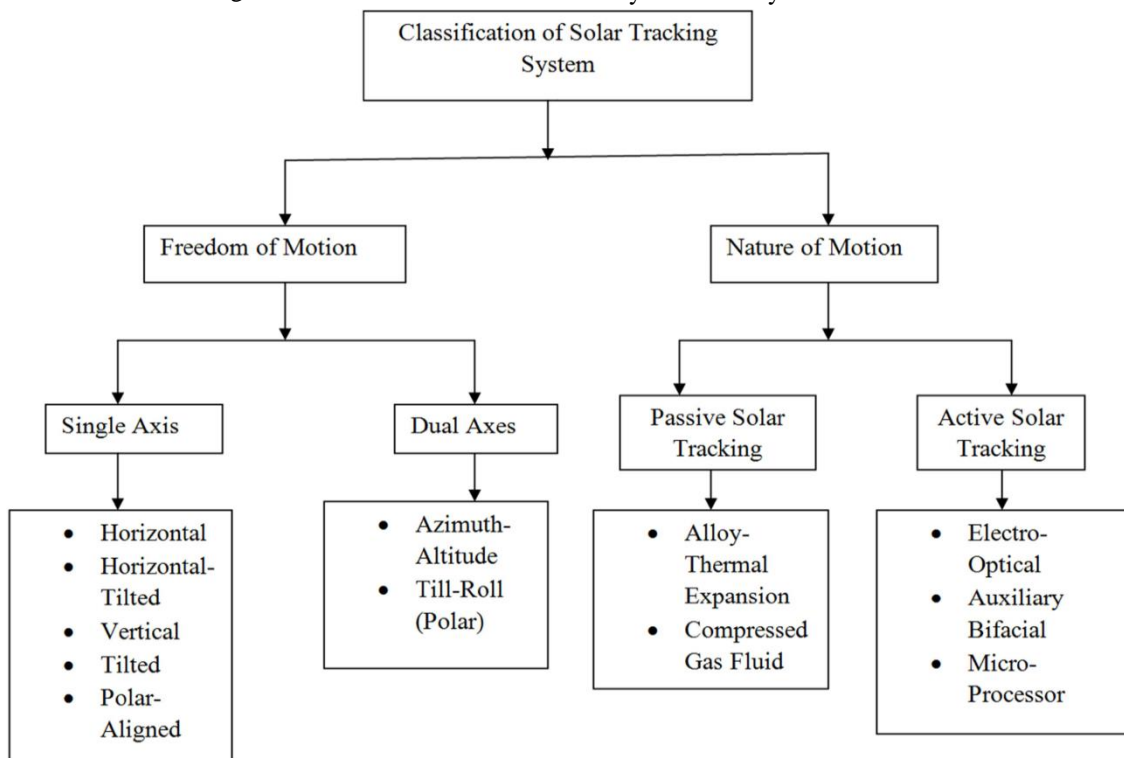 Classification of Solar Tracking
System
Freedom of Motion
Nature of Motion
Single Axis
Dual Axes
Passive Solar
Tracking
Active Solar
Tracking
• Horizontal
• Horizontal-
Tilted
• Vertical
• Tilted
• Polar-
Aligned
• Azimuth-
Altitude
• Till-Roll
(Polar)
• Alloy-
Thermal
Expansion
• Compressed
Gas Fluid
• Electro-
Optical
• Auxiliary
Bifacial
• Micro-
Processor